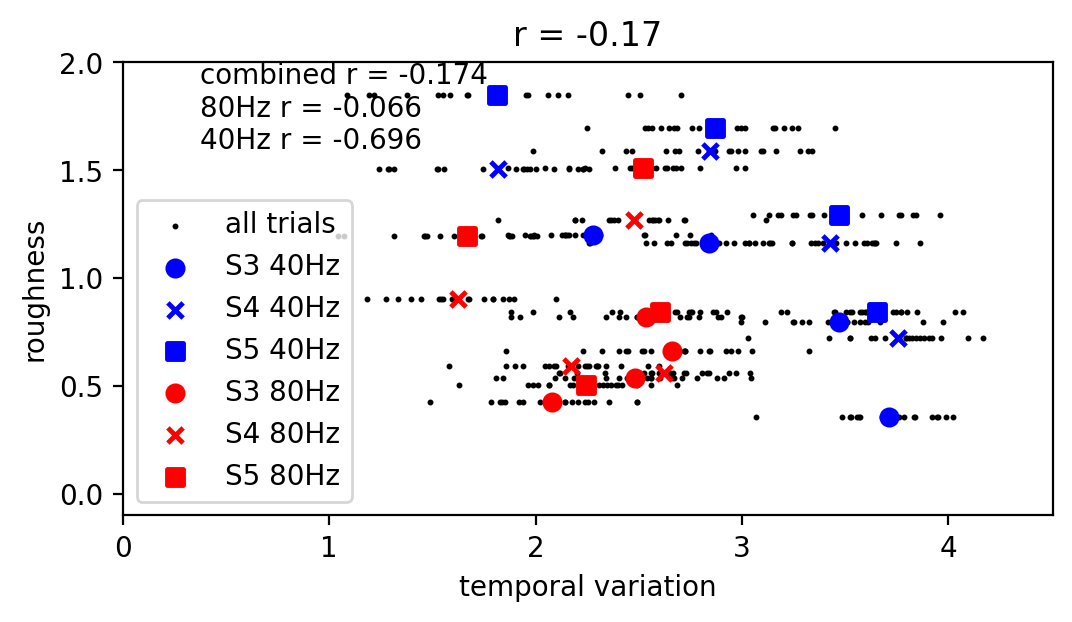 r = -0.17
combined r = -0.174
80Hz r = -0.066
40Hz r = -0.696
all trials
S3 40Hz
S4 40Hz
S5 40Hz
S3 80Hz
S4 80Hz
S5 80Hz
roughness
2.0
1.5
1.0
0.5
0.0
0 1 2 3 4
temporal variation